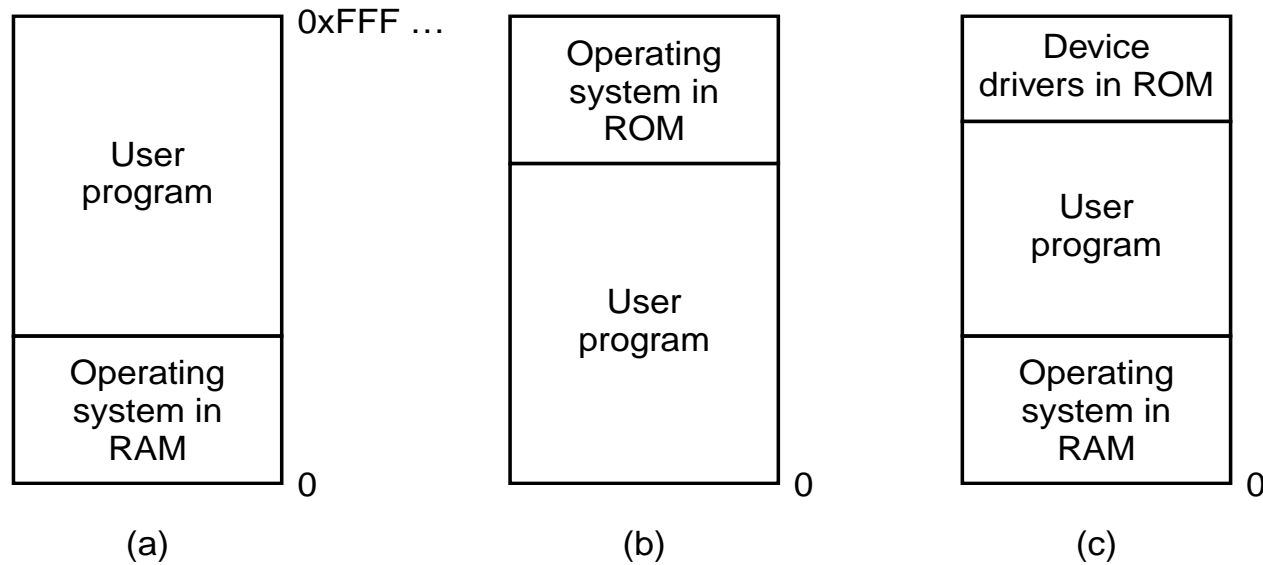 0xFFF …
User
program
Operating
system in
RAM
0
(a)
Operating
system in
ROM
User
program
0
(b)
Device
drivers in ROM
User
program
Operating
system in
RAM
0
(c)